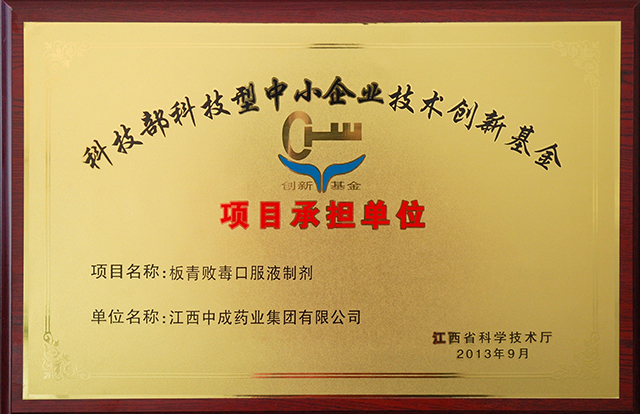 科技部科技型中小企业技术创新基金
创新 基金
项目承担单位
项目名称：板青败毒口服液制剂
单位名称：江西中成药业集团有限公司
江西省科学技术厅
2013年9月